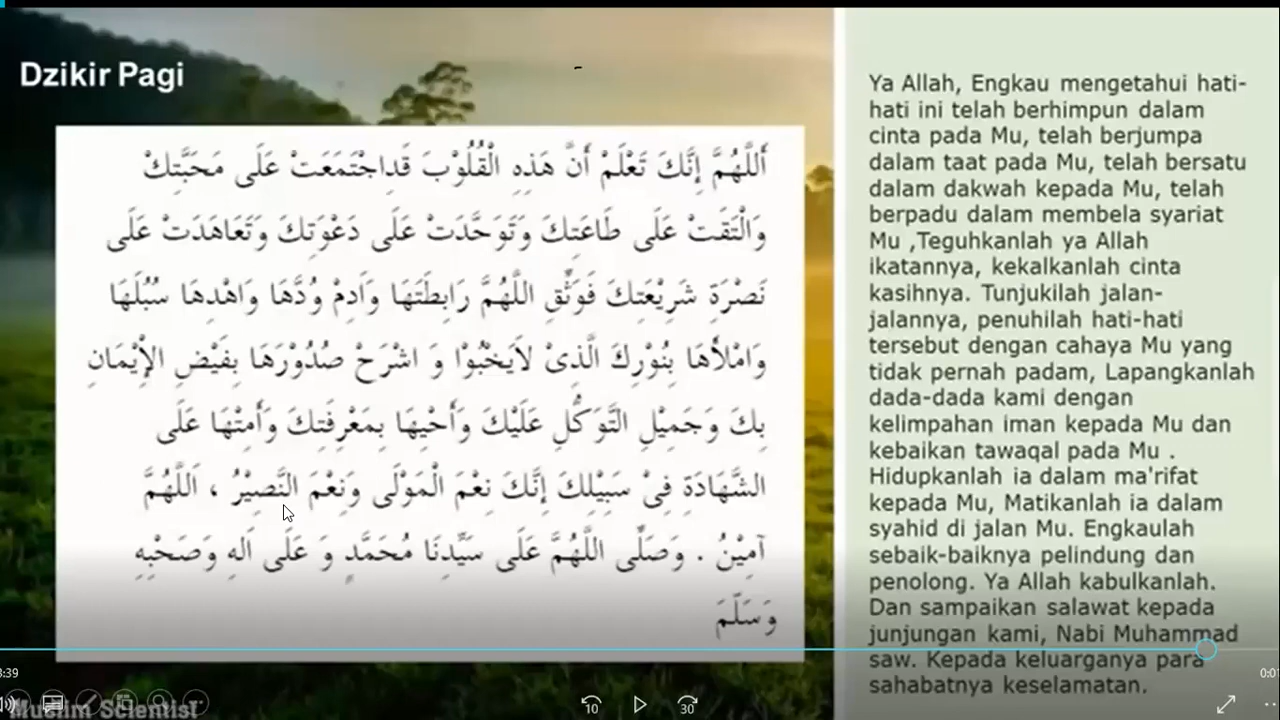 Dzikir Pagi
أَللَّهُمَّ إِنَّكَ تَعْلَمْ أَنَّ هَذِهِ الْقُلُوْبَ قَدِاجْتَمَعَتْ عَلَى مَحَبَّتِكْ
وَالْتَقَتْ عَلَى طَاعَتِكَ وَتَوَحَّدَتْ عَلَى دَعْوَتِكَ وَتَعَاهَدَتْ عَلَى
نَصْرَةِ شَرِيْعَتِكَ فَوَثِّقِ اللَّهُمَّ رَابِطَتَهَا وَاَدِمْ وُدَّهَا وَاهْدِهَا سُبُلَهَا
وَامْلَأْهَا بِنُوْرِكَ الَّذِىْ لاَيَخْبُوْا وَ اشْرَحْ صُدُوْرَهَا بِفَيْضِ الْإِيْمَانِ
بِكَ وَجَمِيْلِ التَّوَكُّلِ عَلَيْكَ وَأَحْيِهَا بِمَعْرِفَتِكَ وَأَمِتْهَا عَلَى
الشَّهَادَةِ فِىْ سَبِيْلِكَ إِنَّكَ نِعْمَ الْمَوْلَى وَنِعْمَ النَّصِيْرُ ، اَللَّهُمَّ
آمِيْنُ . وَصَلِّى اللَّهُمَّ عَلَى سَيِّدِنَا مُحَمَّدٍ وَ عَلَى اَلِهِ وَصَحْبِهِ
وَسَلِّمَ
Ya Allah, Engkau mengetahui hati-
hati ini telah berhimpun dalam
cinta pada Mu, telah berjumpa
dalam taat pada Mu, telah bersatu
dalam dakwah kepada Mu, telah
berpadu dalam membela syariat
Mu ,Teguhkanlah ya Allah
ikatannya, kekalkanlah cinta
kasihnya. Tunjukilah jalan-
jalannya, penuhilah hati-hati
tersebut dengan cahaya Mu yang
tidak pernah padam, Lapangkanlah
dada-dada kami dengan
kelimpahan iman kepada Mu dan
kebaikan tawaqal pada Mu .
Hidupkanlah ia dalam ma'rifat
kepada Mu, Matikanlah ia dalam
syahid di jalan Mu. Engkaulah
sebaik-baiknya pelindung dan
penolong. Ya Allah kabulkanlah.
Dan sampaikan salawat kepada
junjungan kami, Nabi Muhammad
saw. Kepada keluarganya para
sahabatnya keselamatan.
10
30
Muslim Scientist